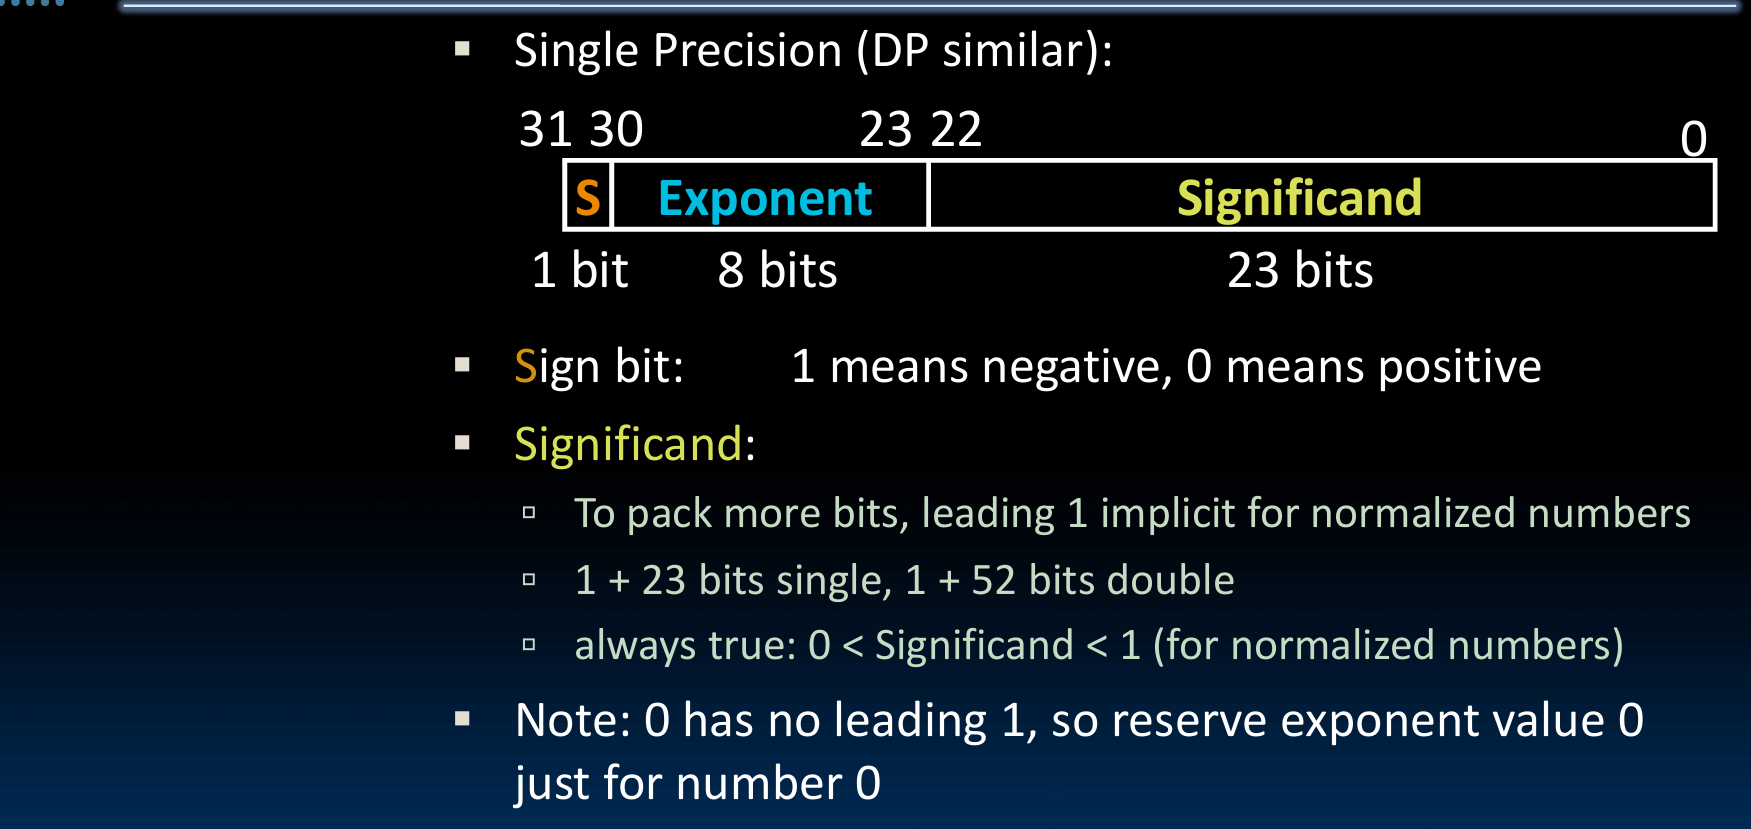 Single Precision (DP similar):
31 30 23 22 0
S Exponent Significand
1 bit 8 bits 23 bits
Sign bit: 1 means negative, 0 means positive
Significand:
To pack more bits, leading 1 implicit for normalized numbers
1 + 23 bits single, 1 + 52 bits double
always true: 0 < Significand < 1 (for normalized numbers)
Note: 0 has no leading 1, so reserve exponent value 0
just for number 0